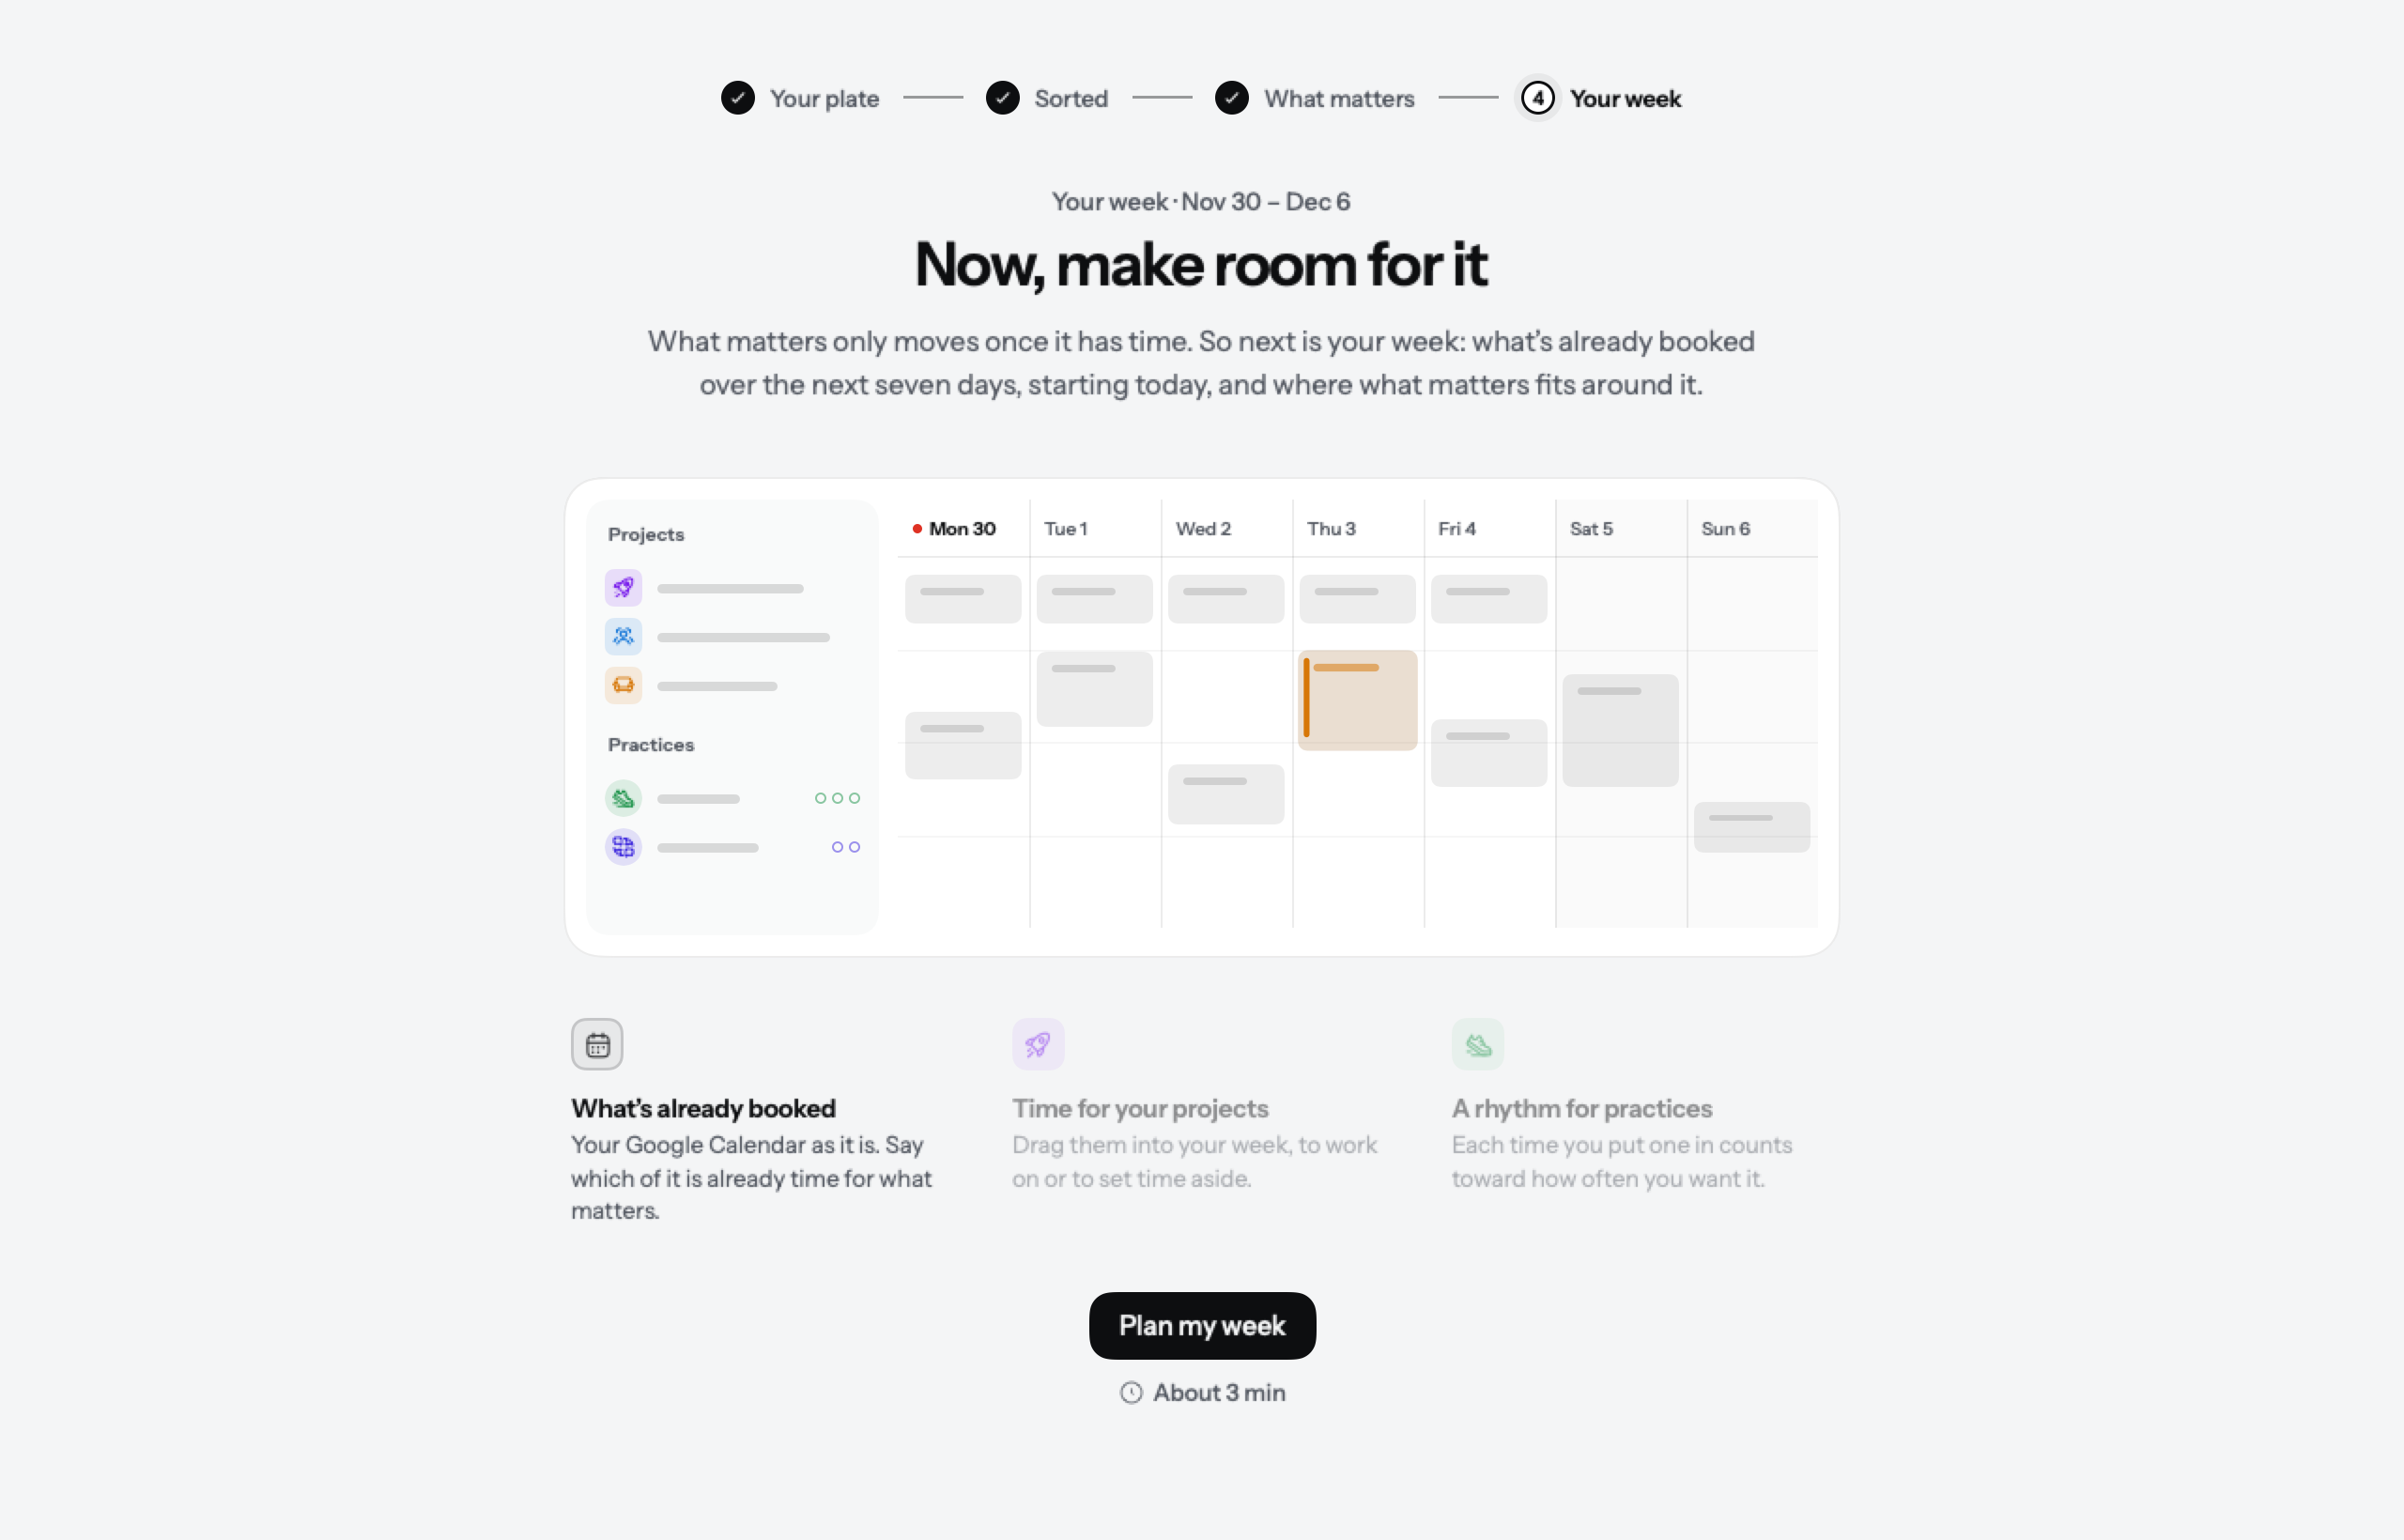 Your plate
Sorted
What matters
4 Your week
Your week · Nov 30 – Dec 6
Now, make room for it
What matters only moves once it has time. So next is your week: what’s already booked
over the next seven days, starting today, and where what matters fits around it.
Projects
Practices
Mon 30
Tue 1
Wed 2
Thu 3
Fri 4
Sat 5
Sun 6
What’s already booked
Your Google Calendar as it is. Say
which of it is already time for what
matters.
Time for your projects
Drag them into your week, to work
on or to set time aside.
A rhythm for practices
Each time you put one in counts
toward how often you want it.
Plan my week
About 3 min